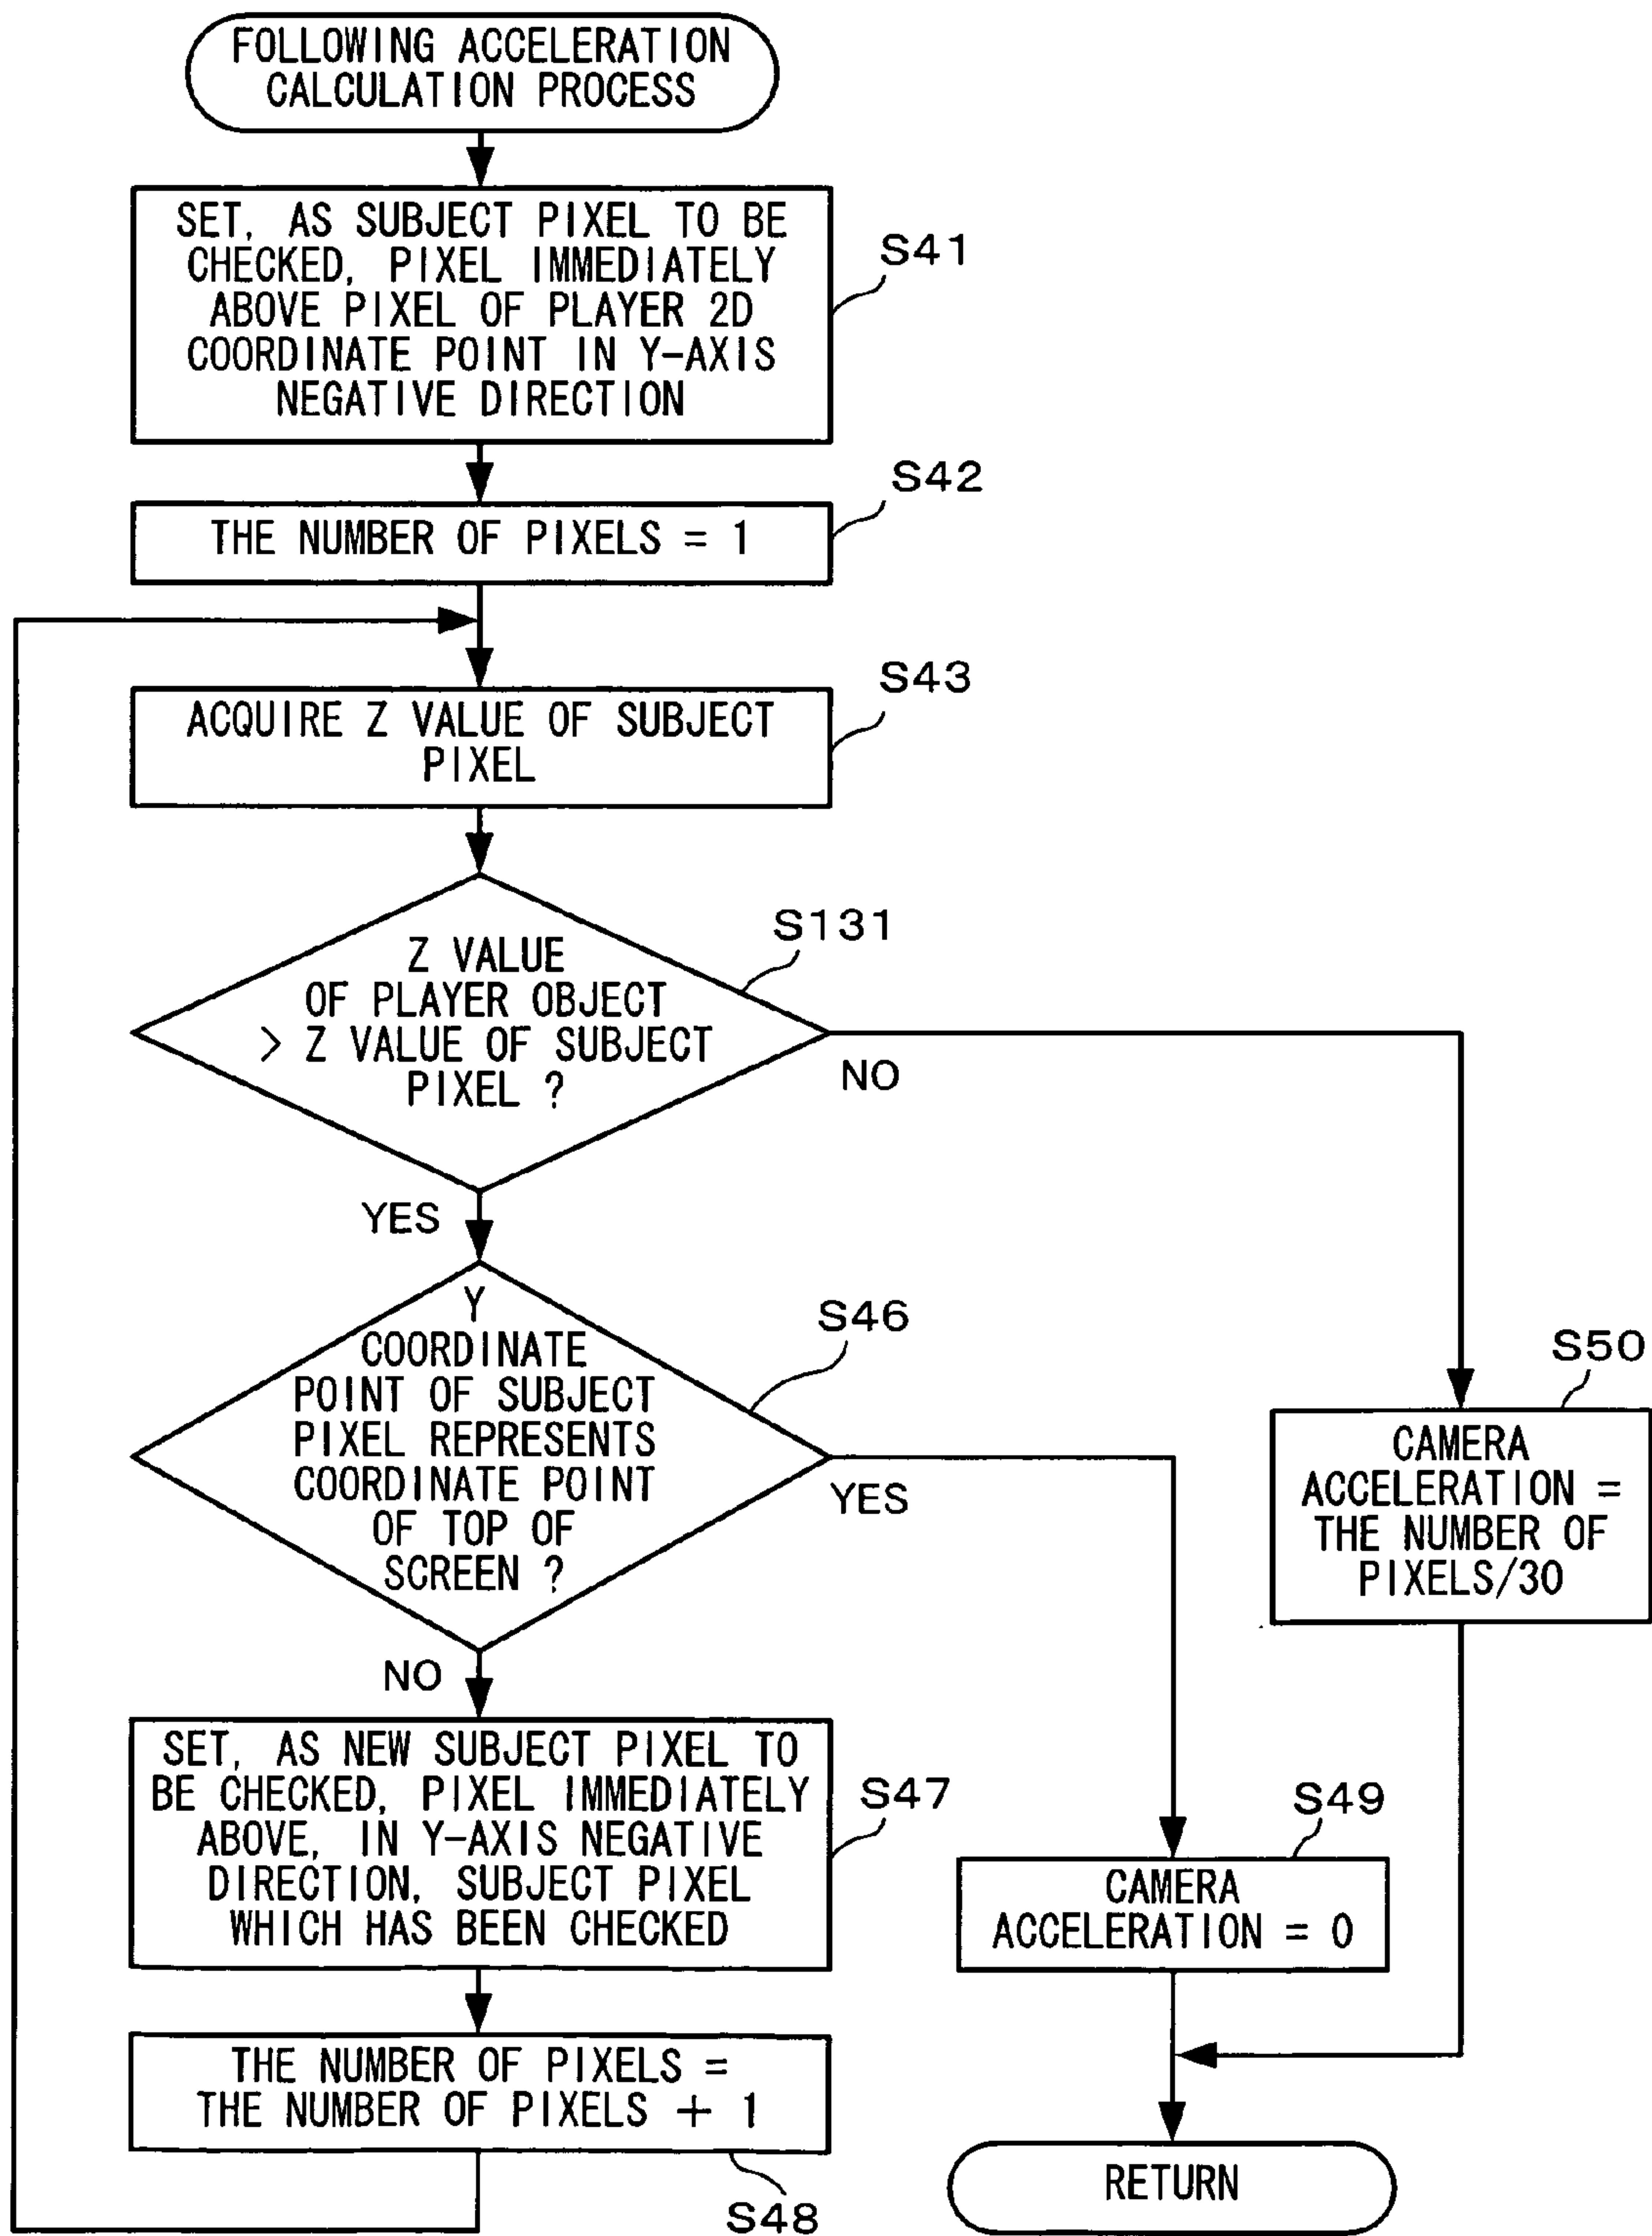 FOLLOWING ACCELERATION
CALCULATION PROCESS
SET, AS SUBJECT PIXEL TO BE
CHECKED, PIXEL IMMEDIATELY
ABOVE PIXEL OF PLAYER 2D
COORDINATE POINT IN Y-AXIS
NEGATIVE DIRECTION
S41
THE NUMBER OF PIXELS = 1
S42
ACQUIRE Z VALUE OF SUBJECT
PIXEL
S43
Z VALUE
OF PLAYER OBJECT
> Z VALUE OF SUBJECT
PIXEL ?
S131
NO
YES
Y
COORDINATE
POINT OF SUBJECT
PIXEL REPRESENTS
COORDINATE POINT
OF TOP OF
SCREEN ?
S46
YES
NO
S50
CAMERA
ACCELERATION =
THE NUMBER OF
PIXELS/30
SET, AS NEW SUBJECT PIXEL TO
BE CHECKED, PIXEL IMMEDIATELY
ABOVE, IN Y-AXIS NEGATIVE
DIRECTION, SUBJECT PIXEL
WHICH HAS BEEN CHECKED
S47
S49
CAMERA
ACCELERATION = 0
THE NUMBER OF PIXELS =
THE NUMBER OF PIXELS + 1
S48
RETURN